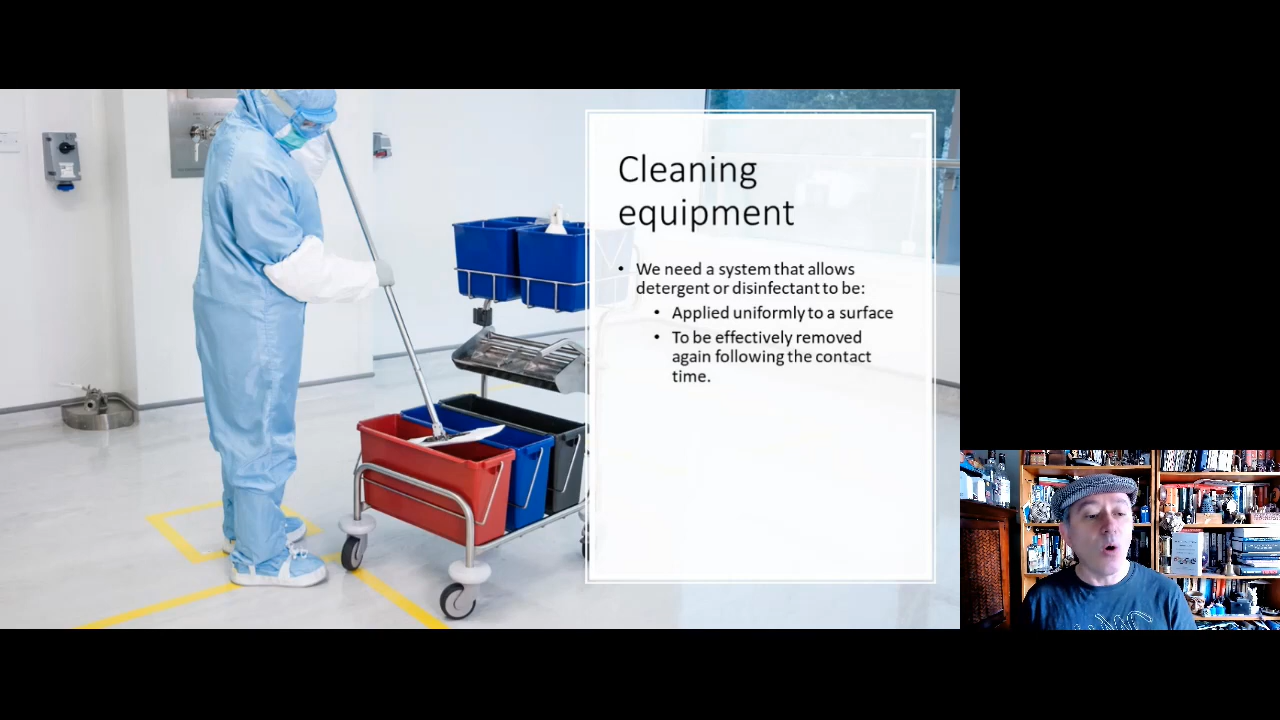 Cleaning
equipment
• We need a system that allows
detergent or disinfectant to be:
• Applied uniformly to a surface
• To be effectively removed
again following the contact
time.